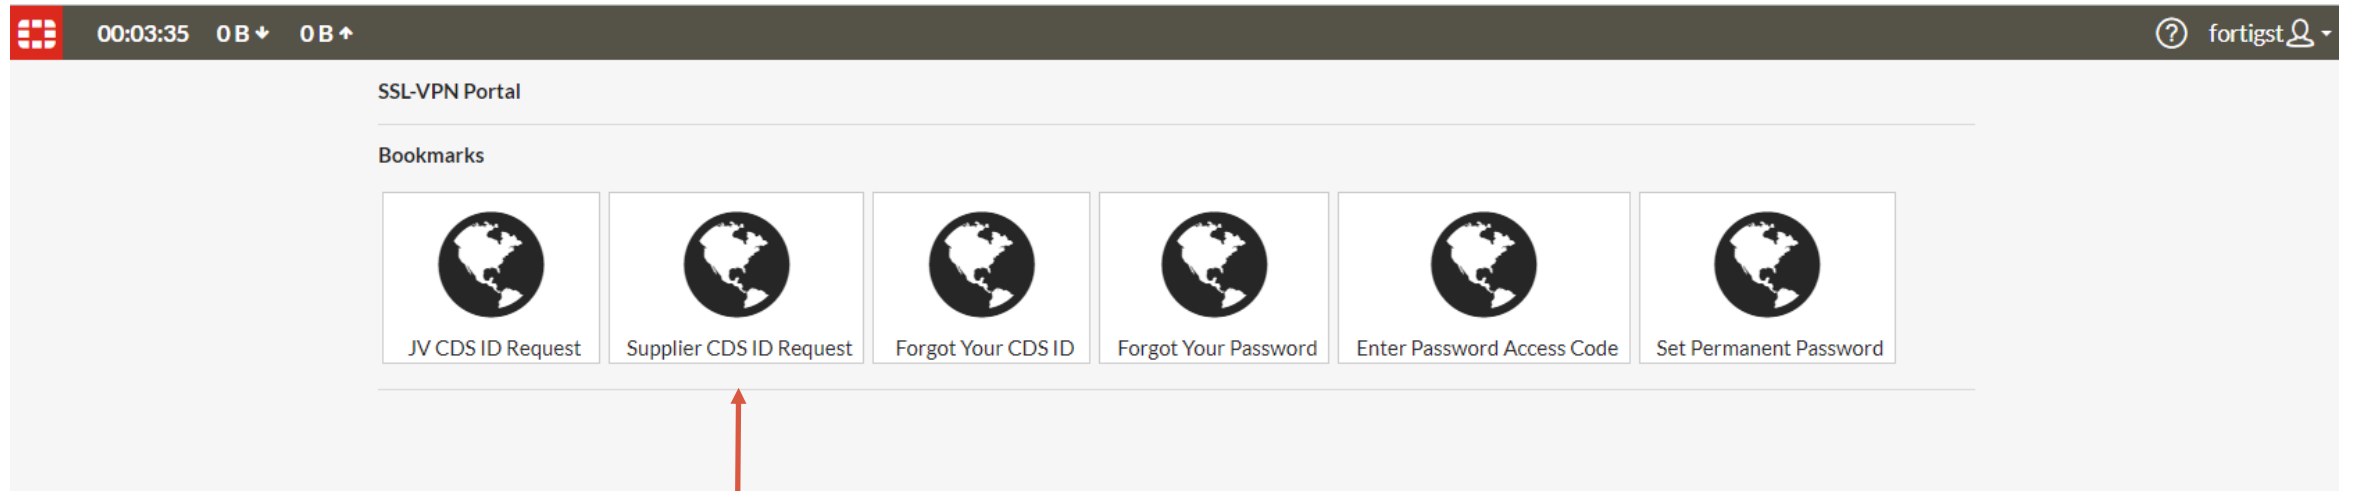 00:03:35 0 B 0 B fortigst
SSL-VPN Portal
Bookmarks
JV CDS ID Request Supplier CDS ID Request Forgot Your CDS ID Forgot Your Password Enter Password Access Code Set Permanent Password